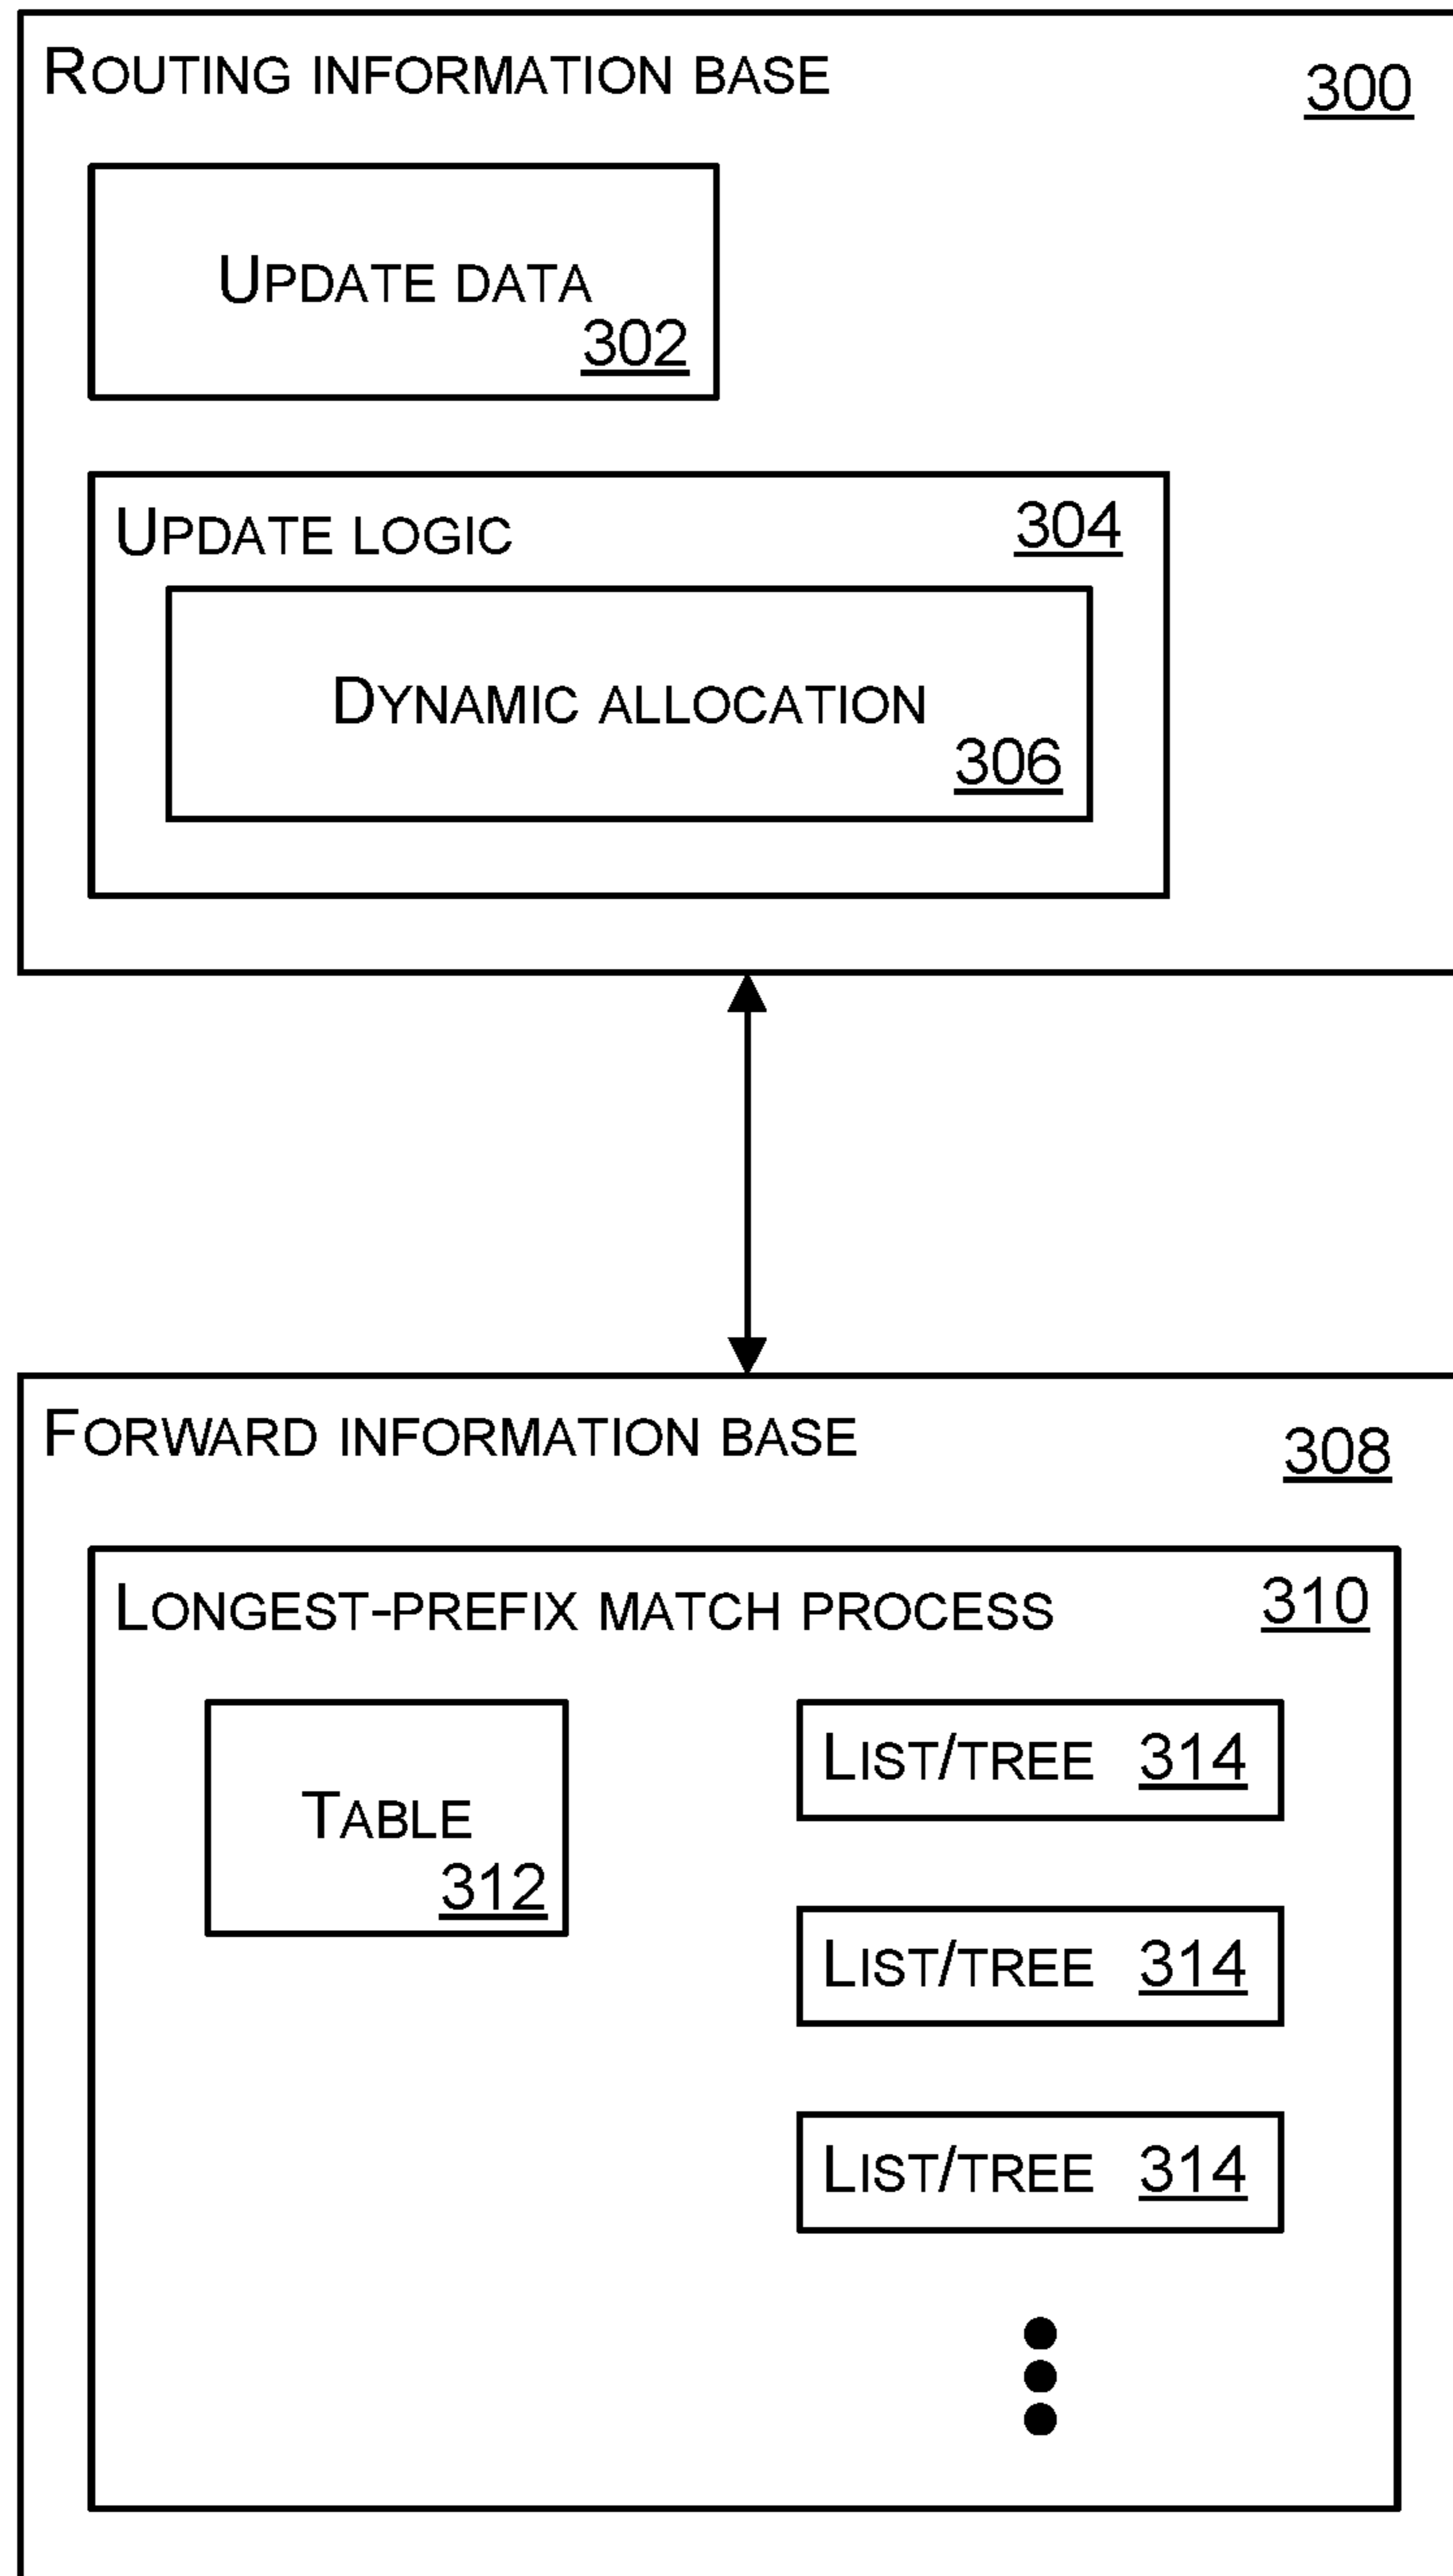 ROUTING INFORMATION BASE 300
UPDATE DATA
302
UPDATE LOGIC 304
DYNAMIC ALLOCATION
306
FORWARD INFORMATION BASE 308
LONGEST-PREFIX MATCH PROCESS 310
TABLE
312
LIST/TREE 314
LIST/TREE 314
LIST/TREE 314